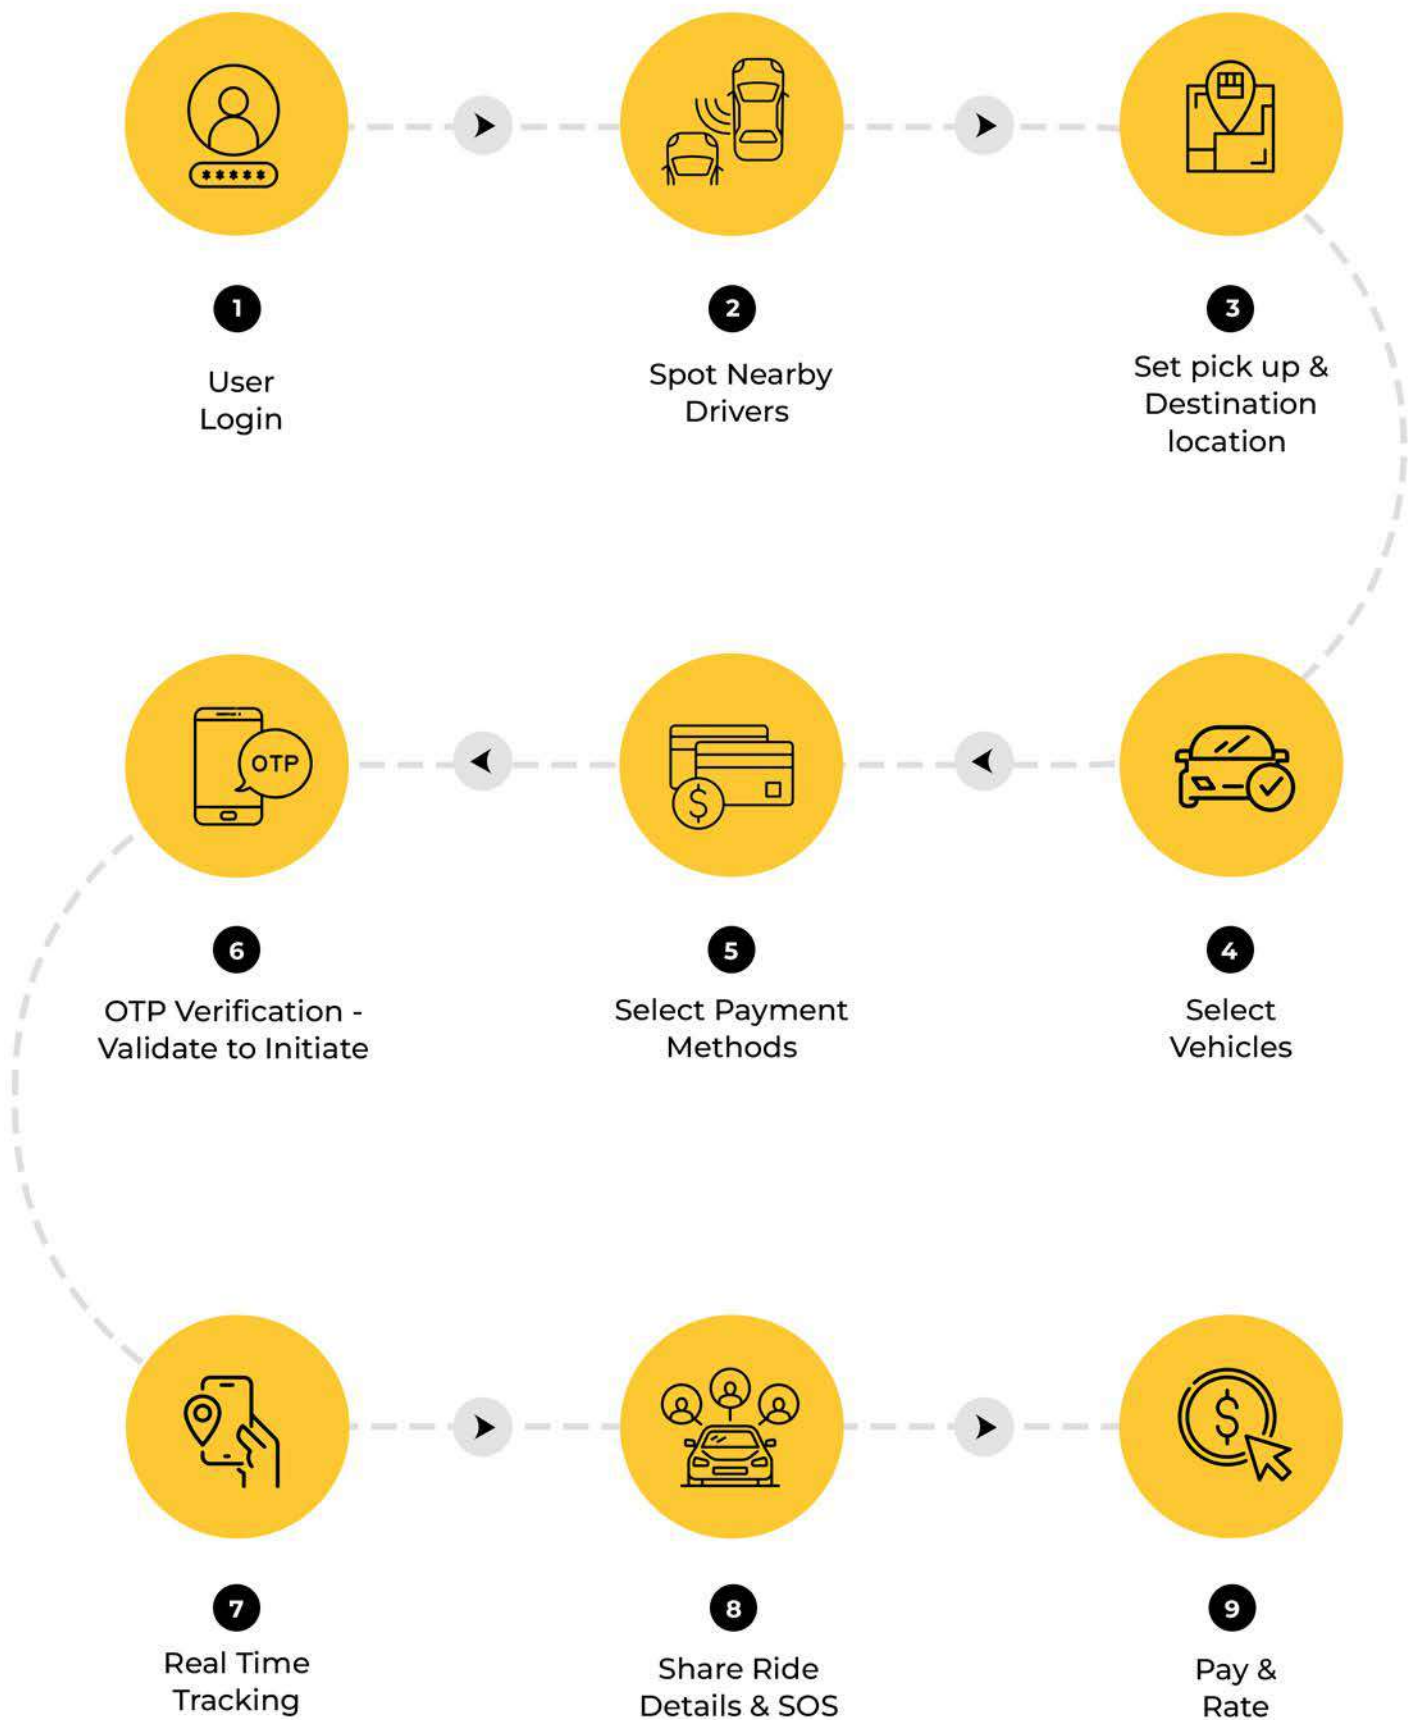 *****
1
User
Login
2
Spot Nearby
Drivers
3
Set pick up &
Destination
location
4
Select
Vehicles
$
5
Select Payment
Methods
OTP
6
OTP Verification -
Validate to Initiate
7
Real Time
Tracking
8
Share Ride
Details & SOS
$
9
Pay &
Rate